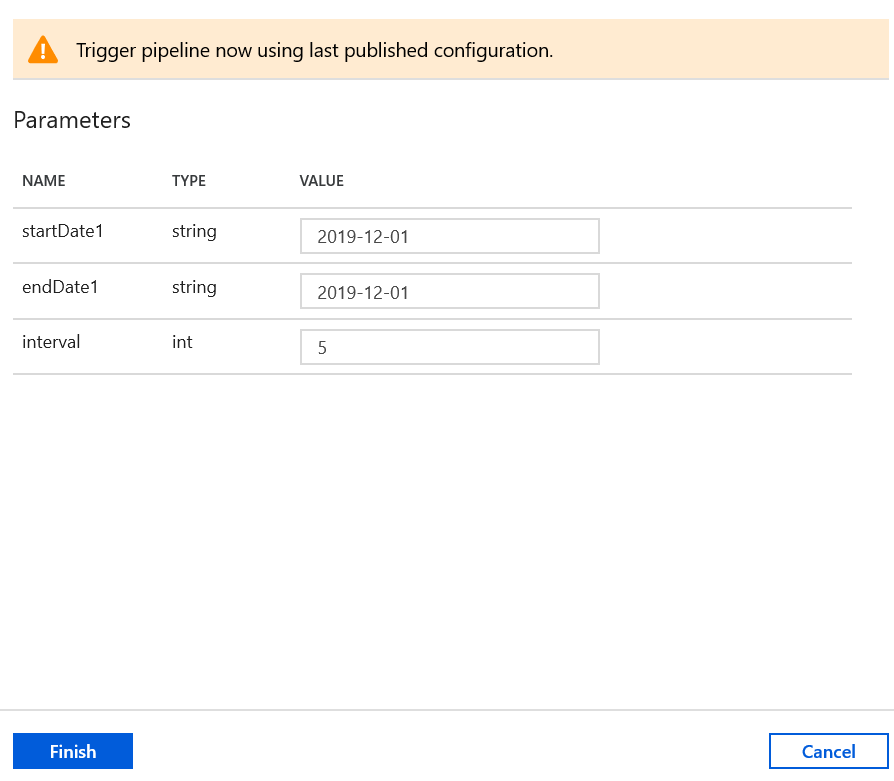 Trigger pipeline now using last published configuration.
Parameters
NAME TYPE VALUE
startDate1 string 2019-12-01
endDate1 string 2019-12-01
interval int 5
Finish Cancel